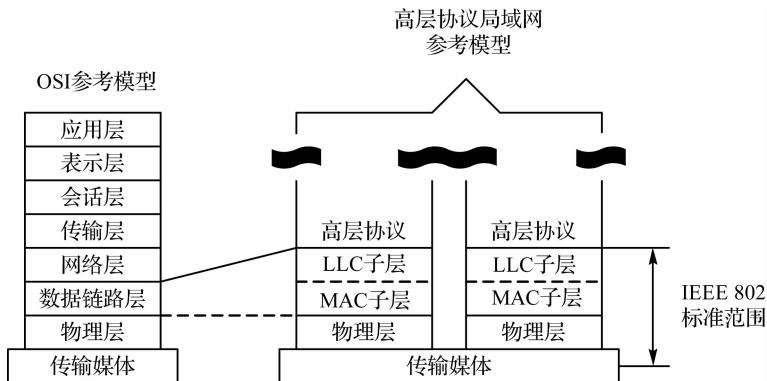 高层协议局域网
参考模型
OSI参考模型
应用层
表示层
会话层
传输层
网络层
数据链路层
物理层
传输媒体
高层协议
LLC子层
MAC子层
物理层
高层协议
LLC子层
MAC子层
物理层
传输媒体
IEEE 802
标准范围